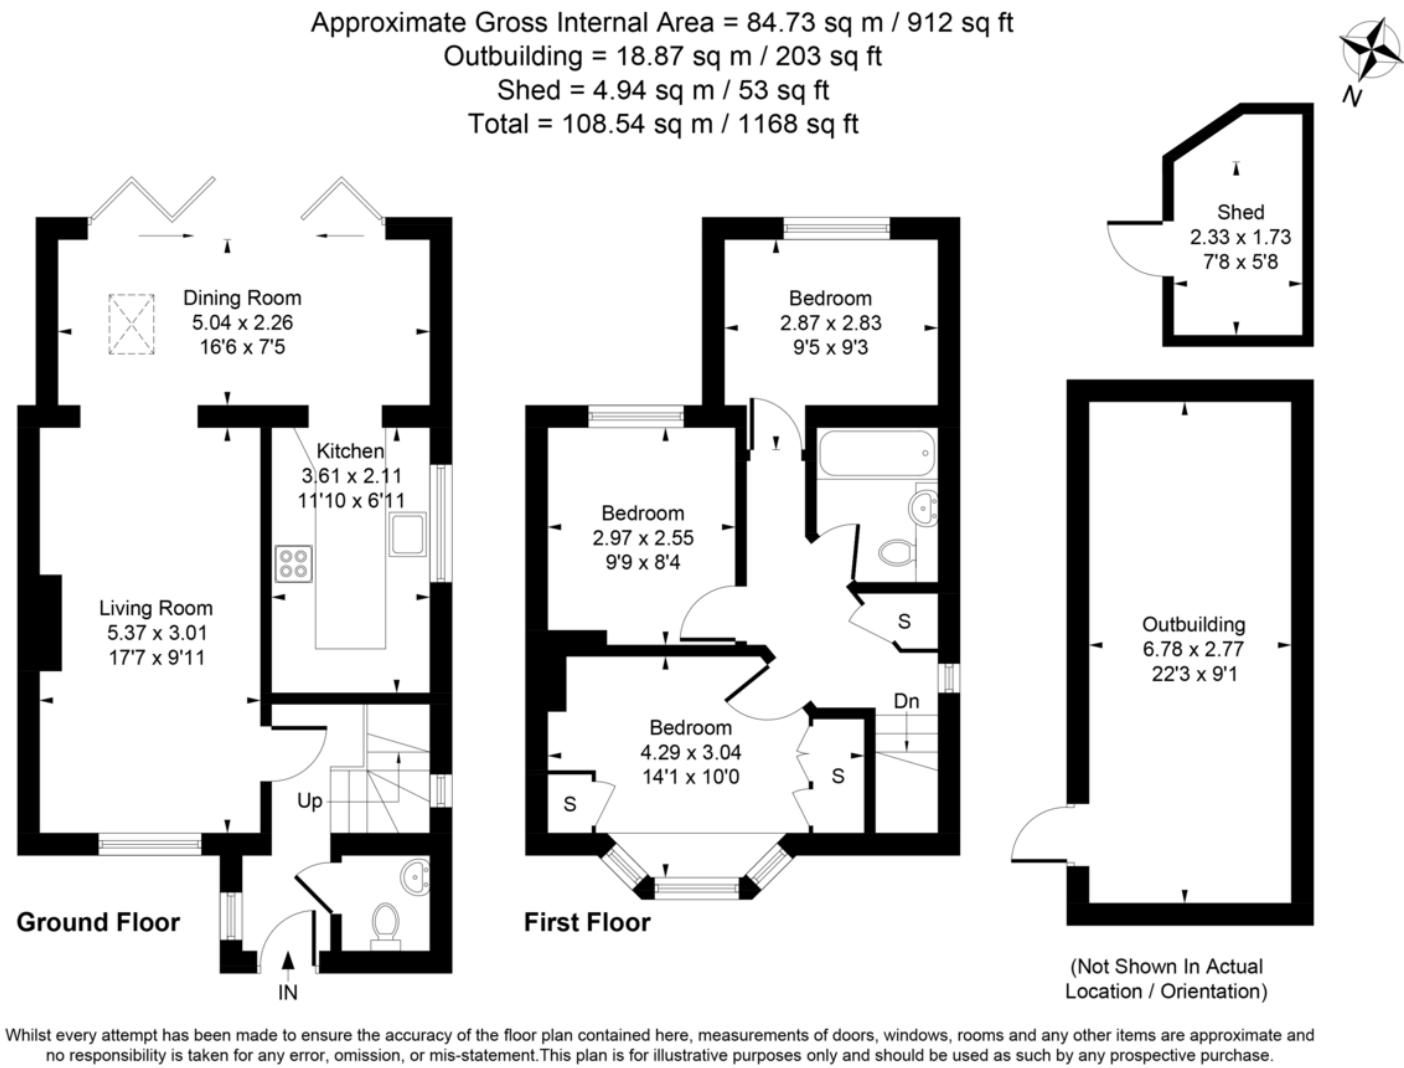 Approximate Gross Internal Area = 84.73 sq m / 912 sq ft
Outbuilding = 18.87 sq m / 203 sq ft
Shed = 4.94 sq m / 53 sq ft
Total = 108.54 sq m / 1168 sq ft
N
Dining Room
5.04 x 2.26
16'6 x 7'5
Kitchen
3.61 x 2.11
11'10 x 6'11
Living Room
5.37 x 3.01
17'7 x 9'11
Up
IN
Ground Floor
Bedroom
2.87 x 2.83
9'5 x 9'3
Bedroom
2.97 x 2.55
9'9 x 8'4
S
Dn
Bedroom
4.29 x 3.04
14'1 x 10'0
S
S
First Floor
Shed
2.33 x 1.73
7'8 x 5'8
Outbuilding
6.78 x 2.77
22'3 x 9'1
(Not Shown In Actual
Location / Orientation)
Whilst every attempt has been made to ensure the accuracy of the floor plan contained here, measurements of doors, windows, rooms and any other items are approximate and
no responsibility is taken for any error, omission, or mis-statement.This plan is for illustrative purposes only and should be used as such by any prospective purchase.